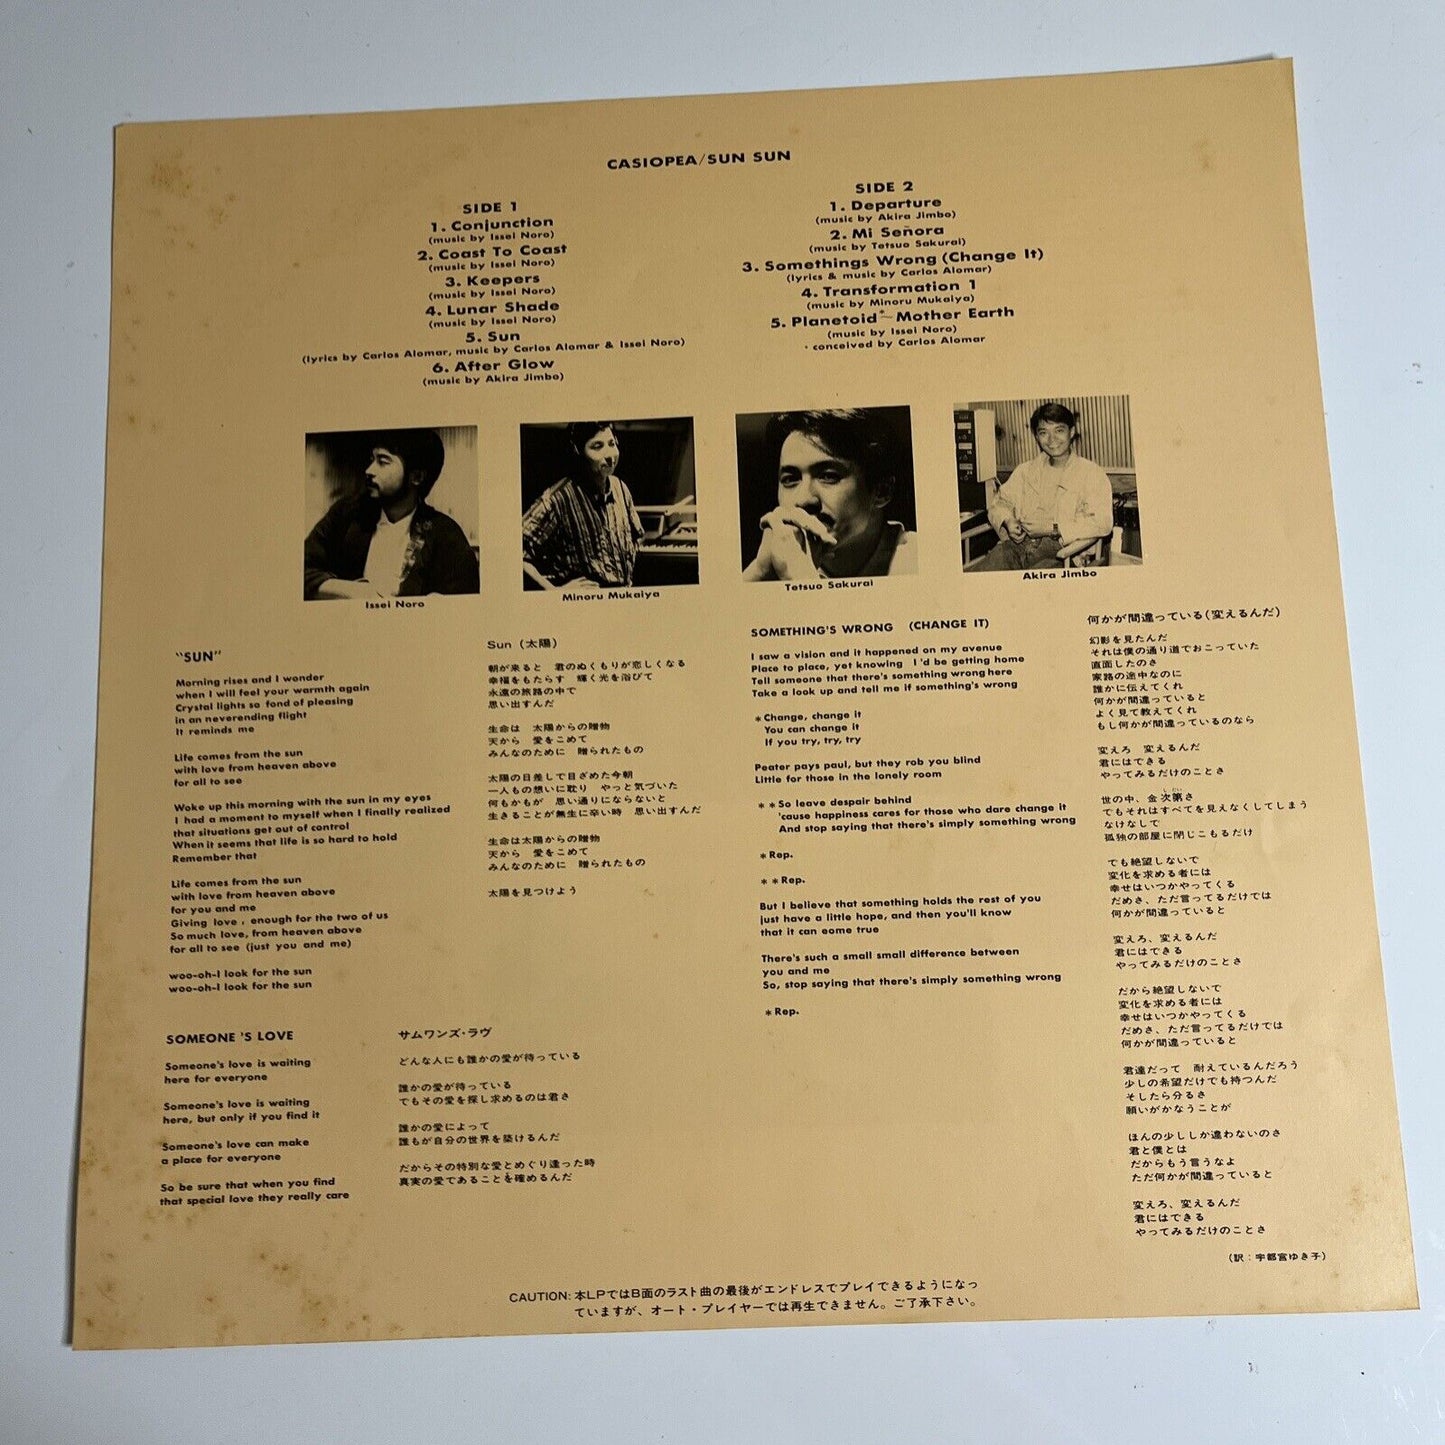 CASIOPEA/SUN SUN
SIDE 1
1. Conjunction
(music by Issei Noro)
2. Coast To Coast
(music by Issei Noro)
3. Keepers
(music by Issei Noro)
4. Lunar Shade
(music by Issei Noro)
5. Sun
(lyrics by Carlos Alomar, music by Carlos Alomar & Issei Noro)
6. After Glow
(music by Akira Jimbo)
SIDE 2
1. Departure
(music by Akira Jimbo)
2. Mi Señora
(music by Tetsuo Sakurai)
3. Somethings Wrong (Change It)
(lyrics & music by Carlos Alomar)
4. Transformation 1
(music by Minoru Mukaiya)
5. Planetoid*~Mother Earth
(music by Issei Noro)
• conceived by Carlos Alomar
Issei Noro
Minoru Mukaiya
Tetsuo Sakurai
Akira Jimbo
"SUN"
Morning rises and I wonder
when I will feel your warmth again
Crystal lights so fond of pleasing
in an neverending flight
It reminds me
Life comes from the sun
with love from heaven above
for all to see
Woke up this morning with the sun in my eyes
I had a moment to myself when I finally realized
that situations get out of control
When it seems that life is so hard to hold
Remember that
Life comes from the sun
with love from heaven above
for you and me
Giving love, enough for the two of us
So much love, from heaven above
for all to see (just you and me)
woo-oh-I look for the sun
woo-oh-I look for the sun
Sun (太陽)
朝が来ると 君のぬくもりが恋しくなる
幸福をもたらす 輝く光を浴びて
永遠の旅路の中で
思い出すんだ
生命は 太陽からの贈物
天から 愛をこめて
みんなのために 贈られたもの
太陽の日差しで目ざめた今朝
一人もの想いに耽り やっと気づいた
何もかもが 思い通りにならないと
生きることが無生に辛い時 思い出すんだ
生命は太陽からの贈物
天から 愛をこめて
みんなのために 贈られたもの
太陽を見つけよう
SOMEONE'S LOVE
Someone's love is waiting
here for everyone
Someone's love is waiting
here, but only if you find it
Someone's love can make
a place for everyone
So be sure that when you find
that special love they really care
サムワンズ・ラヴ
どんな人にも誰かの愛が待っている
誰かの愛が待っている
でもその愛を探し求めるのは君さ
誰かの愛によって
誰もが自分の世界を築けるんだ
だからその特別な愛とめぐり逢った時
真実の愛であることを確めるんだ
SOMETHING'S WRONG (CHANGE IT)
I saw a vision and it happened on my avenue
Place to place, yet knowing I'd be getting home
Tell someone that there's something wrong here
Take a look up and tell me if something's wrong
*Change, change it
You can change it
If you try, try, try
Peater pays paul, but they rob you blind
Little for those in the lonely room
**So leave despair behind
'cause happiness cares for those who dare change it
And stop saying that there's simply something wrong
*Rep.
**Rep.
But I believe that something holds the rest of you
just have a little hope, and then you'll know
that it can eome true
There's such a small small difference between
you and me
So, stop saying that there's simply something wrong
*Rep.
何かが間違っている(変えるんだ)
幻影を見たんだ
それは僕の通り道でおこっていた
直面したのさ
家路の途中なのに
誰かに伝えてくれ
何かが間違っていると
よく見て教えてくれ
もし何かが間違っているのなら
変えろ 変えるんだ
君にはできる
やってみるだけのことさ
世の中、金次第さ
でもそれはすべてを見えなくしてしまう
なけなしで
孤独の部屋に閉じこもるだけ
でも絶望しないで
変化を求める者には
幸せはいつかやってくる
だめさ、ただ言ってるだけでは
何かが間違っていると
変えろ、変えるんだ
君にはできる
やってみるだけのことさ
だから絶望しないで
変化を求める者には
幸せはいつかやってくる
だめさ、ただ言ってるだけでは
何かが間違っていると
君達だって 耐えているんだろう
少しの希望だけでも持つんだ
そしたら分るさ
願いがかなうことが
ほんの少ししか違わないのさ
君と僕とは
だからもう言うなよ
ただ何かが間違っていると
変えろ、変えるんだ
君にはできる
やってみるだけのことさ
(訳：宇都宮ゆき子)
CAUTION: 本LPではB面のラスト曲の最後がエンドレスでプレイできるようになっ
ていますが、オート・プレイヤーでは再生できません。ご了承下さい。